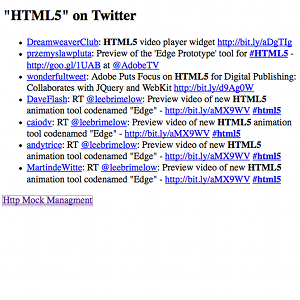 "HTML5" on Twitter
DreamweaverClub: HTML5 video player widget http://bit.ly/aDgTIg
przemyslawpluta: Preview of the 'Edge Prototype' tool for #HTML5 -
http://goo.gl/1UAB at @AdobeTV
wonderfultweet: Adobe Puts Focus on HTML5 for Digital Publishing:
Collaborates with JQuery and WebKit http://bit.ly/d9Ag0W
DaveFlash: RT @leebrimelow: Preview video of new HTML5
animation tool codenamed "Edge" - http://bit.ly/aMX9WV #html5
caiody: RT @leebrimelow: Preview video of new HTML5 animation
tool codenamed "Edge" - http://bit.ly/aMX9WV #html5
andytrice: RT @leebrimelow: Preview video of new HTML5
animation tool codenamed "Edge" - http://bit.ly/aMX9WV #html5
MartindeWitte: RT @leebrimelow: Preview video of new HTML5
animation tool codenamed "Edge" - http://bit.ly/aMX9WV #html5
Http Mock Managment